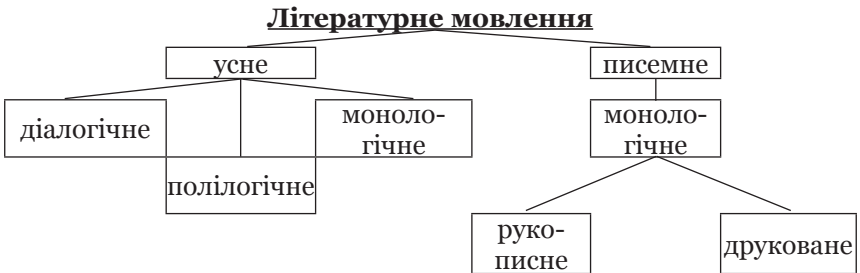 Літературне мовлення
усне
писемне
діалогічне
моноло-
гічне
моноло-
гічне
полілогічне
руко-
писне
друковане